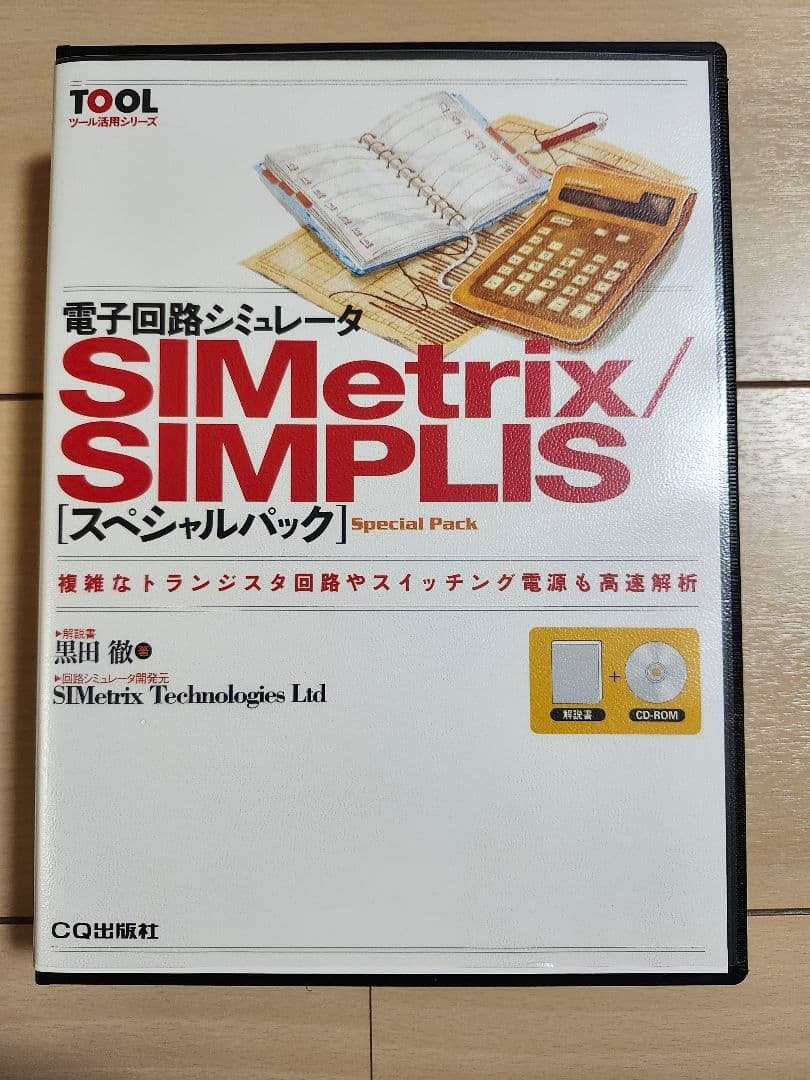 TOOL
ツール活用シリーズ
電子回路シミュレータ
SIMetrix/
SIMPLIS
[スペシャルパック] Special Pack
複雑なトランジスタ回路やスイッチング電源も高速解析
▶解説書
黒田 徹 著
▶回路シミュレータ開発元
SIMetrix Technologies Ltd
+
解説書 CD-ROM
CQ出版社